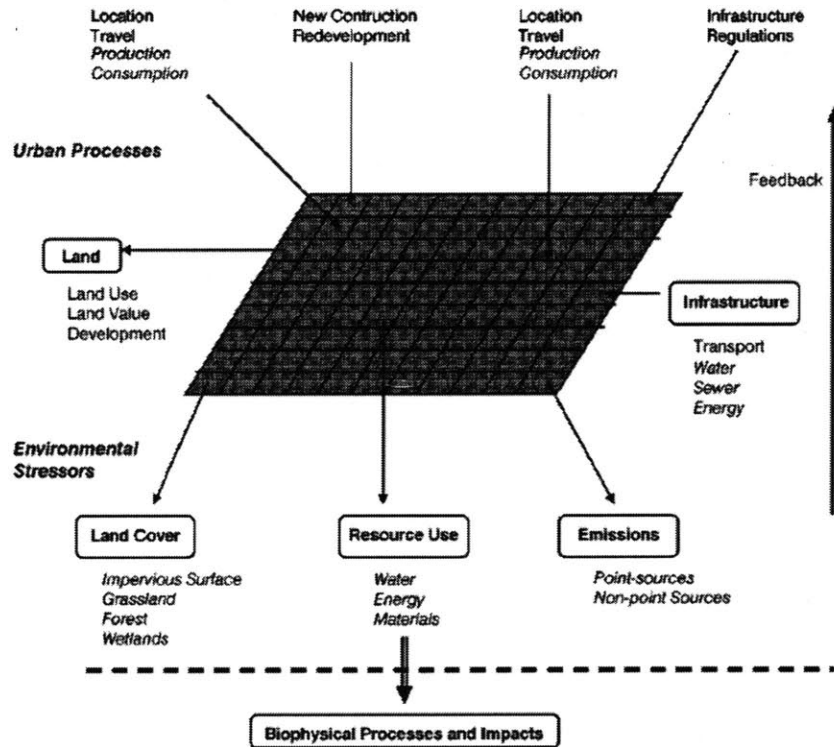 Location
Travel
Production
Consumption
New Contruction
Redevelopment
Location
Travel
Production
Consumption
Infrastructure
Regulations
Urban Processes
Feedback
Land
Land Use
Land Value
Development
Infrastructure
Transport
Water
Sewer
Energy
Environmental
Stressors
Land Cover
Impervious Surface
Grassland
Forest
Wetlands
Resource Use
Water
Energy
Materials
Emissions
Point-sources
Non-point Sources
Biophysical Processes and Impacts